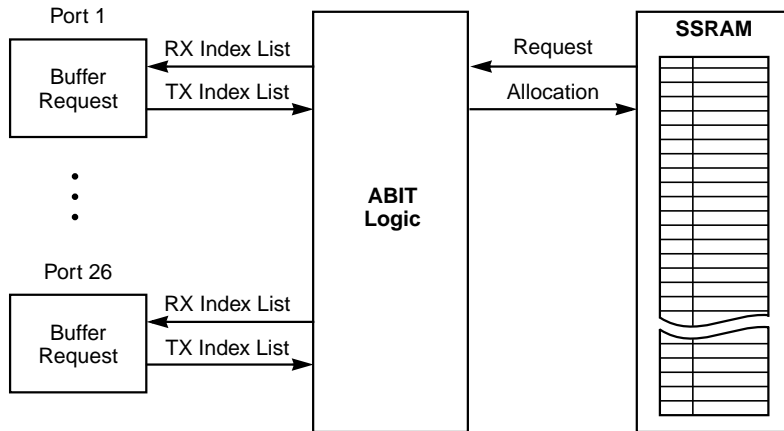 Port 1
Buffer
Request
RX Index List
TX Index List
Port 26
Buffer
Request
RX Index List
TX Index List
ABIT
Logic
Request
Allocation
SSRAM